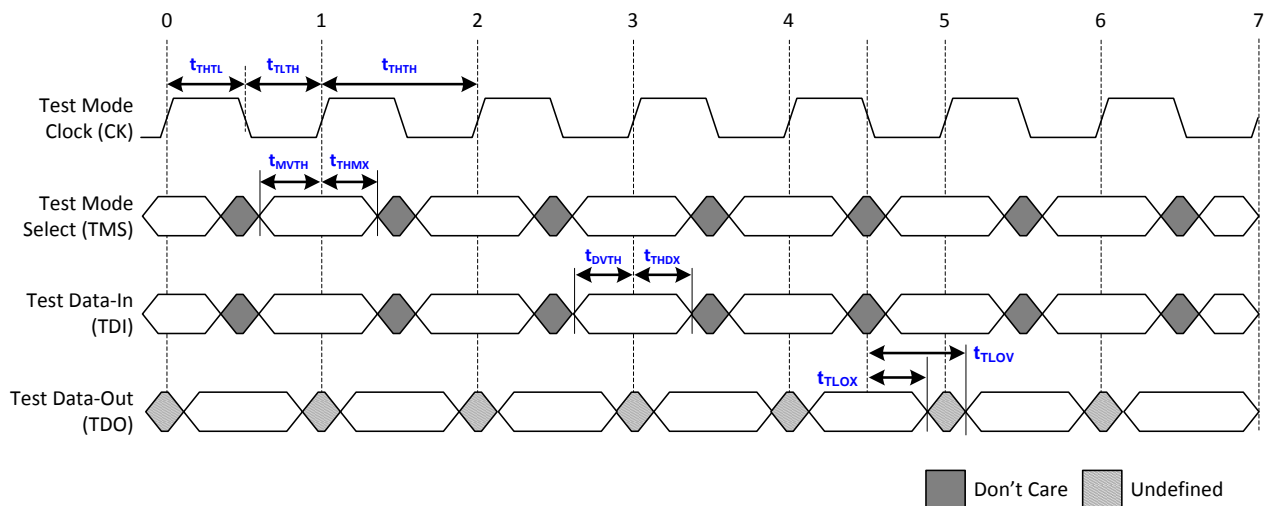 0 1 2 3 4 5 6 7
tTHTL tTLTH tTHTH
Test Mode
Clock (CK)
tMVTH tTHMX
Test Mode
Select (TMS)
tDVTH tTHDX
Test Data-In
(TDI)
tTLOV
tTLOX
Test Data-Out
(TDO)
Don't Care Undefined